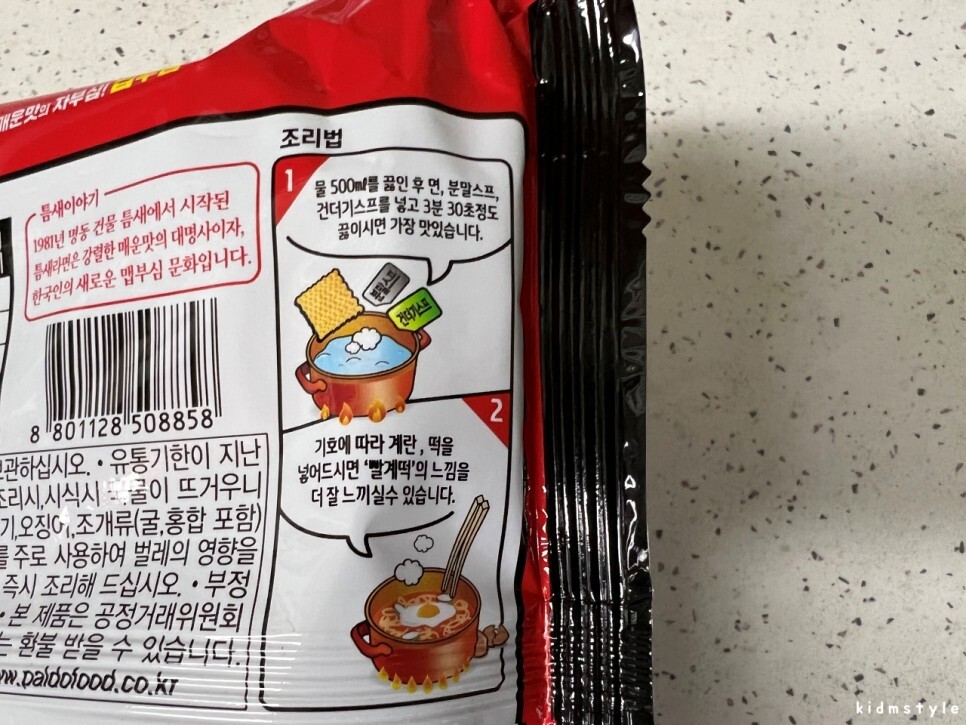 매운맛의 자부심!
조리법
틈새이야기
1981년 명동 건물 틈새에서 시작된
틈새라면은 강렬한 매운맛의 대명사이자,
한국인의 새로운 맵부심 문화입니다.
1
물 500㎖를 끓인 후 면, 분말스프,
건더기스프를 넣고 3분 30초정도
끓이시면 가장 맛있습니다.
분말스프
건더기스프
2
기호에 따라 계란, 떡을
넣어드시면 '빨계떡'의 느낌을
더 잘 느끼실수 있습니다.
8 801128 508858
보관하십시오. • 유통기한이 지난
조리시,시식시 뜨거우니
기,오징어,조개류(굴,홍합 포함)
를 주로 사용하여 벌레의 영향을
즉시 조리해 드십시오. • 부정
• 본 제품은 공정거래위원회
는 환불 받을 수 있습니다.
www.paldofood.co.kr
kidmstyle